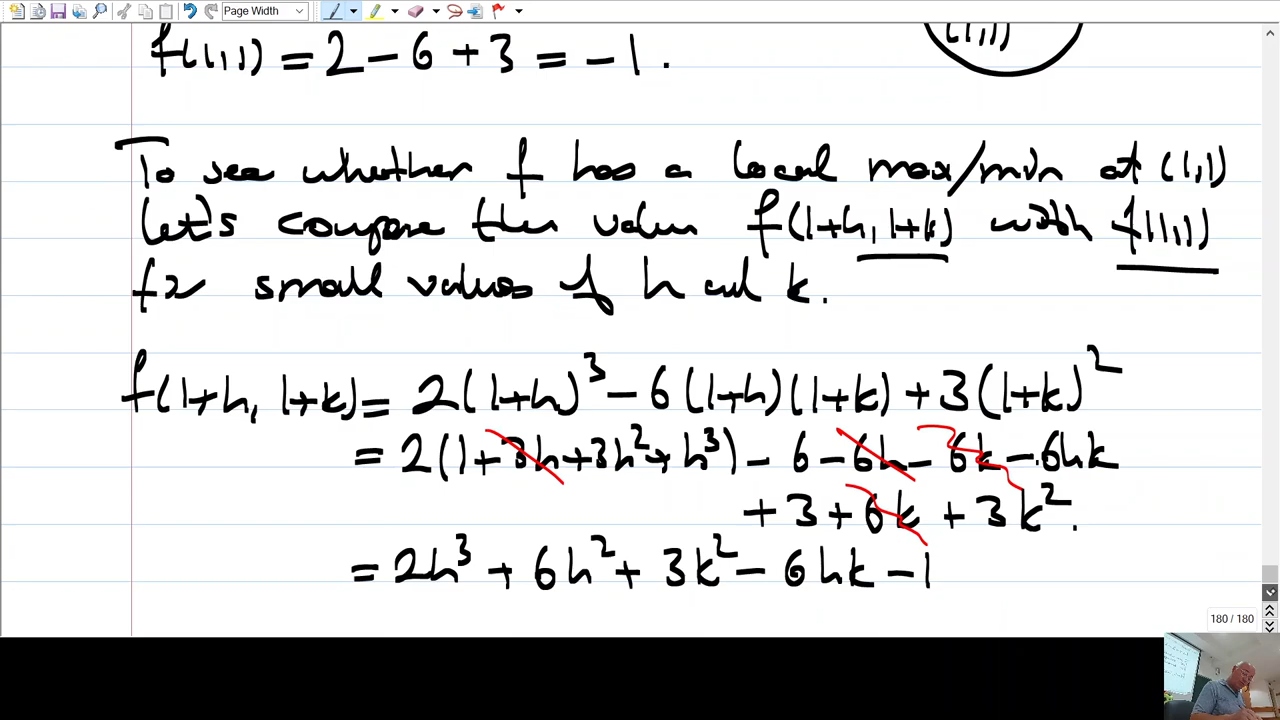 Page Width
(1,1)
f(1,1) = 2 - 6 + 3 = -1.
To see whether f has a local max/min at (1,1)
let's compare the value f(1+h, 1+k) with f(1,1)
for small values of h and k.
f(1+h, 1+k) = 2(1+h)³ - 6(1+h)(1+k) + 3(1+k)²
= 2(1+3h+3h²+h³) - 6 - 6h - 6k - 6hk
+ 3 + 6k + 3k².
= 2h³ + 6h² + 3k² - 6hk - 1
180 / 180